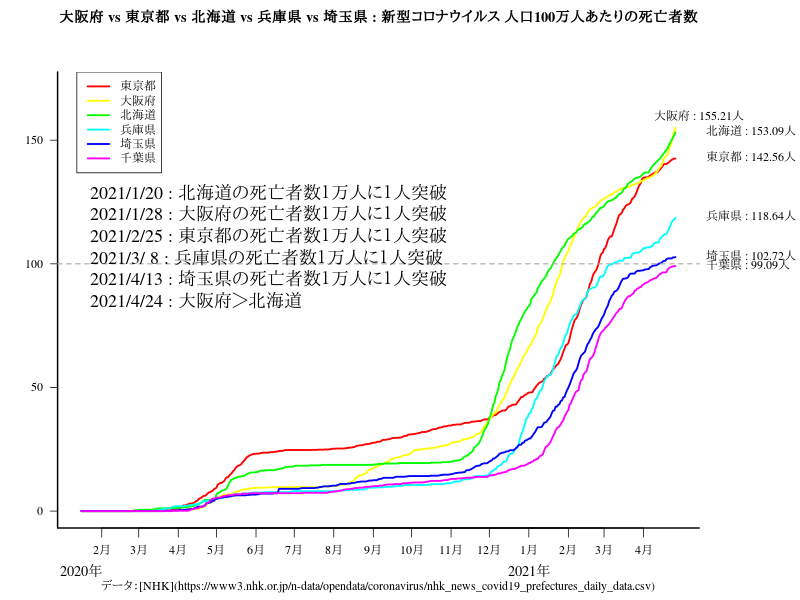 大阪府 vs 東京都 vs 北海道 vs 兵庫県 vs 埼玉県 : 新型コロナウイルス 人口100万人あたりの死亡者数
東京都
大阪府
北海道
兵庫県
埼玉県
千葉県
大阪府 : 155.21人
北海道 : 153.09人
東京都 : 142.56人
兵庫県 : 118.64人
埼玉県 : 102.72人
千葉県 : 99.09人
2021/1/20 : 北海道の死亡者数1万人に1人突破
2021/1/28 : 大阪府の死亡者数1万人に1人突破
2021/2/25 : 東京都の死亡者数1万人に1人突破
2021/3/ 8 : 兵庫県の死亡者数1万人に1人突破
2021/4/13 : 埼玉県の死亡者数1万人に1人突破
2021/4/24 : 大阪府＞北海道
150
100
50
0
2月 3月 4月 5月 6月 7月 8月 9月 10月 11月 12月 1月 2月 3月 4月
2020年 2021年
データ：[NHK](https://www3.nhk.or.jp/n-data/opendata/coronavirus/nhk_news_covid19_prefectures_daily_data.csv)